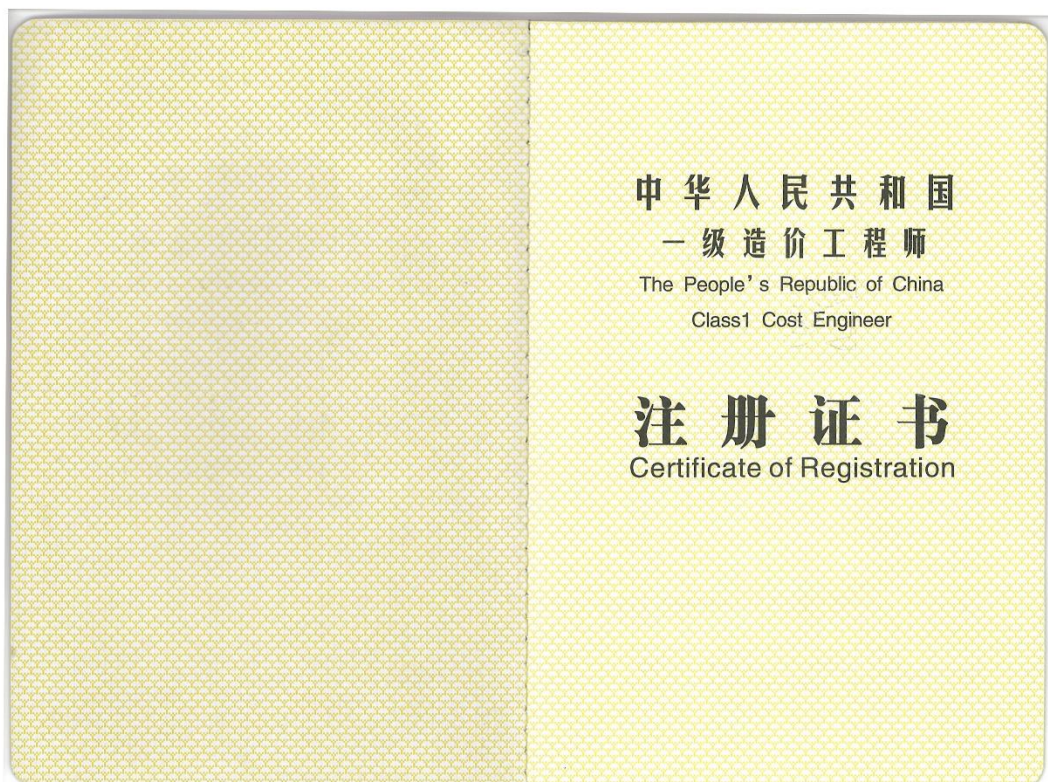 中华人民共和国
一级造价工程师
The People's Republic of China
Class1 Cost Engineer
注册证书
Certificate of Registration